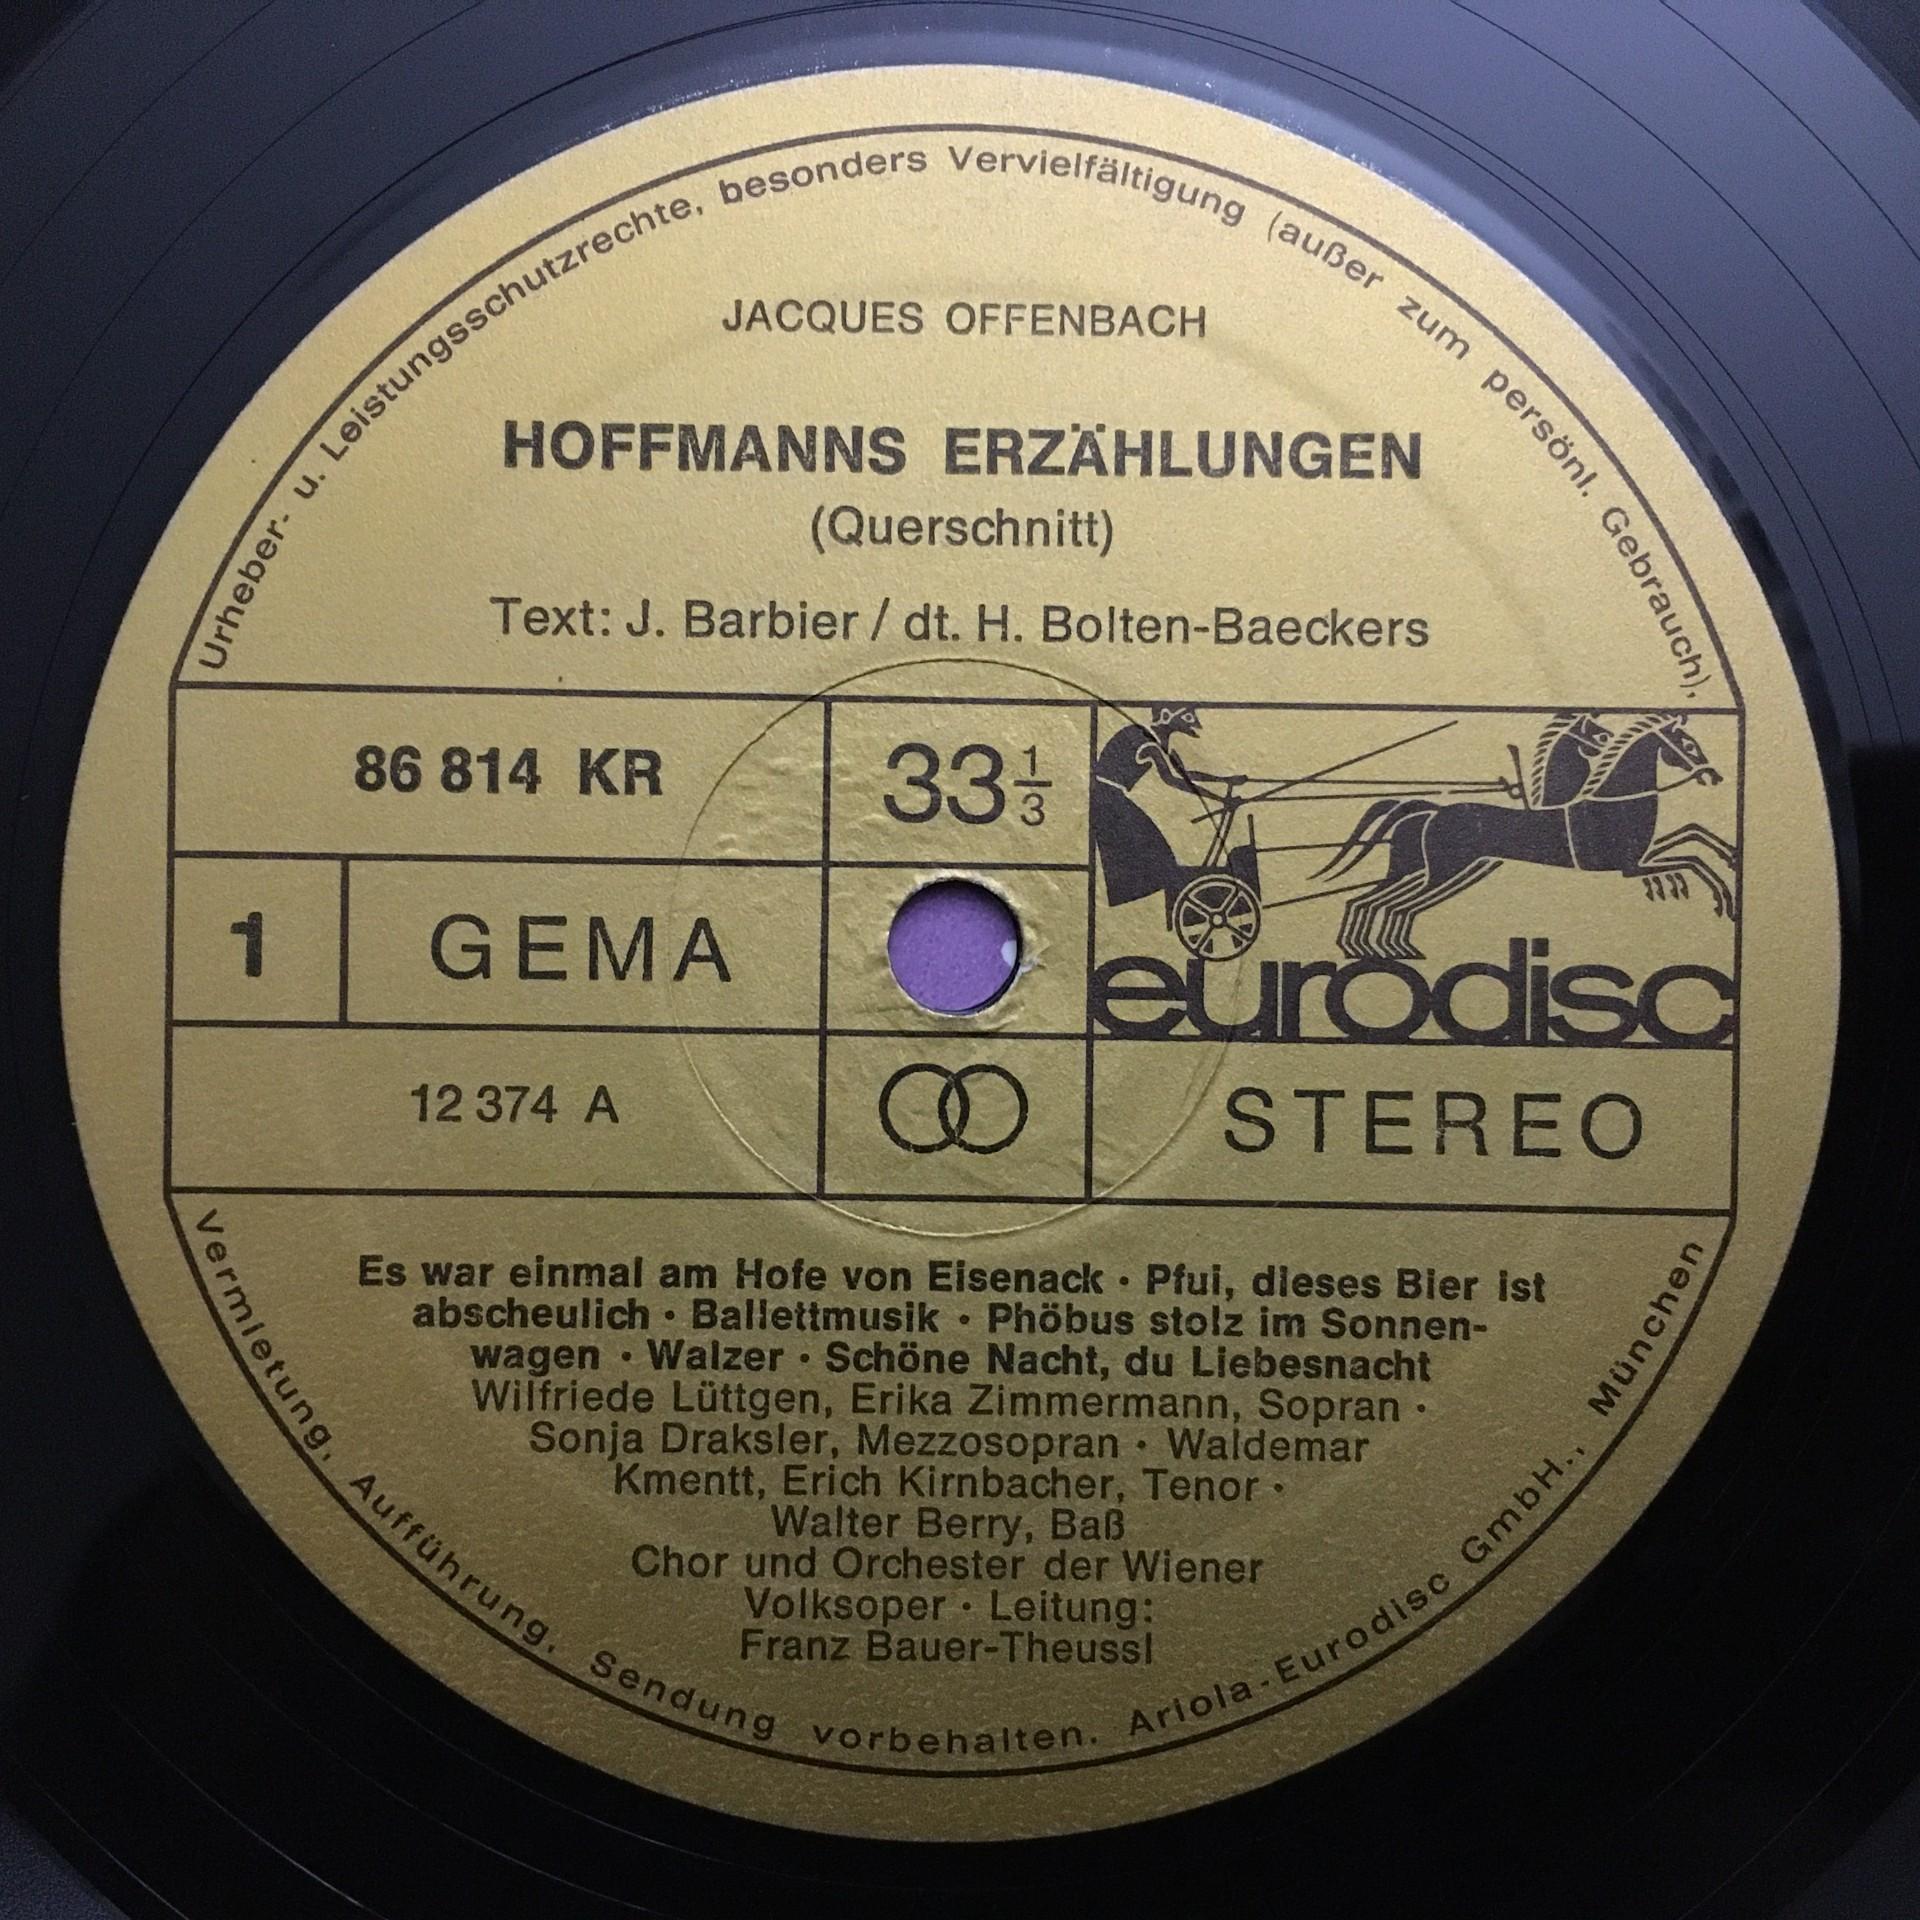 Urheber- u. Leistungsschutzrechte, besonders Vervielfältigung (außer zum persönl. Gebrauch),
JACQUES OFFENBACH
HOFFMANNS ERZÄHLUNGEN
(Querschnitt)
Text: J. Barbier / dt. H. Bolten-Baeckers
86 814 KR
33 1/3
1
GEMA
eurodisc
12 374 A
STEREO
Es war einmal am Hofe von Eisenack · Pfui, dieses Bier ist
abscheulich · Ballettmusik · Phöbus stolz im Sonnen-
wagen · Walzer · Schöne Nacht, du Liebesnacht
Wilfriede Lüttgen, Erika Zimmermann, Sopran ·
Sonja Draksler, Mezzosopran · Waldemar
Kmentt, Erich Kirnbacher, Tenor ·
Walter Berry, Baß
Chor und Orchester der Wiener
Volksoper · Leitung:
Franz Bauer-Theussl
Vermietung, Aufführung, Sendung vorbehalten. Ariola-Eurodisc GmbH., München